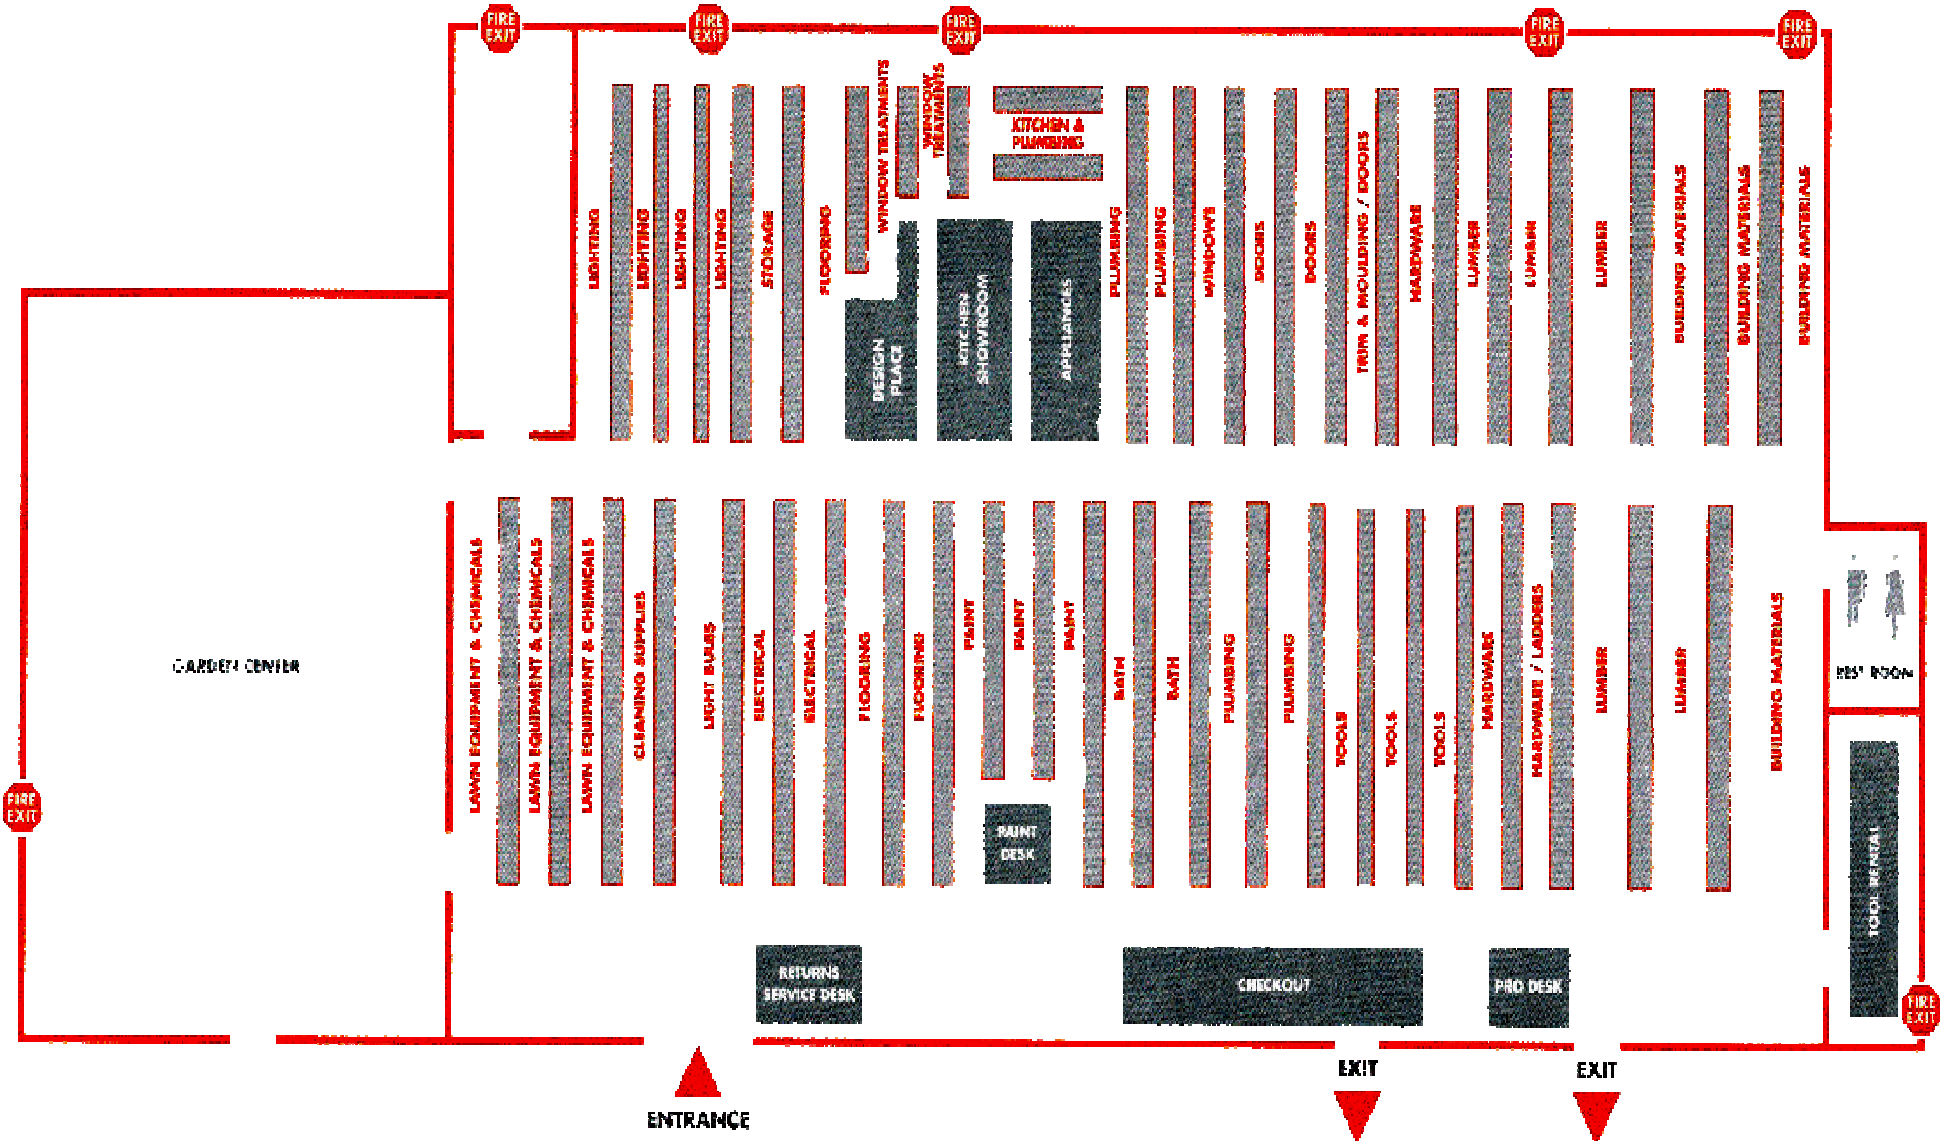 FIRE
EXIT
FIRE
EXIT
FIRE
EXIT
FIRE
EXIT
FIRE
EXIT
LIGHTING
LIGHTING
LIGHTING
LIGHTING
STORAGE
FLOORING
WINDOW TREATMENTS
WINDOW
TREATMENTS
KITCHEN &
PLUMBING
PLUMBING
PLUMBING
WINDOWS
DOORS
DOORS
TRIM & MOULDING / DOORS
HARDWARE
LUMBER
LUMBER
LUMBER
BUILDING MATERIALS
BUILDING MATERIALS
BUILDING MATERIALS
DESIGN
PLACE
KITCHEN
SHOWROOM
APPLIANCES
GARDEN CENTER
LAWN EQUIPMENT & CHEMICALS
LAWN EQUIPMENT & CHEMICALS
LAWN EQUIPMENT & CHEMICALS
CLEANING SUPPLIES
LIGHT BULBS
ELECTRICAL
ELECTRICAL
FLOORING
FLOORING
PAINT
PAINT
PAINT
BATH
BATH
PLUMBING
PLUMBING
TOOLS
TOOLS
TOOLS
HARDWARE
HARDWARE / LADDERS
LUMBER
LUMBER
BUILDING MATERIALS
REST ROOM
FIRE
EXIT
PAINT
DESK
TOOL RENTAL
RETURNS
SERVICE DESK
CHECKOUT
PRO DESK
FIRE
EXIT
ENTRANCE
EXIT
EXIT